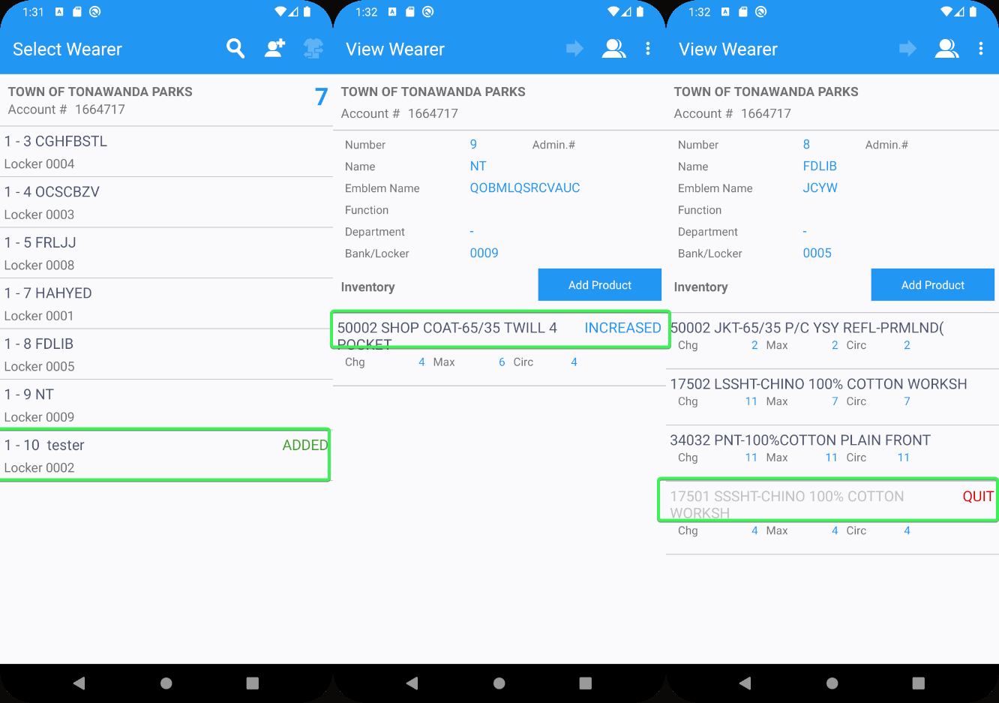 1:31
Select Wearer
TOWN OF TONAWANDA PARKS
7
Account # 1664717
1 - 3 CGHFBSTL
Locker 0004
1 - 4 OCSCBZV
Locker 0003
1 - 5 FRLJJ
Locker 0008
1 - 7 HAHYED
Locker 0001
1 - 8 FDLIB
Locker 0005
1 - 9 NT
Locker 0009
1 - 10 tester ADDED
Locker 0002
1:32
View Wearer
TOWN OF TONAWANDA PARKS
Account # 1664717
Number 9 Admin.#
Name NT
Emblem Name QOBMLQSRCVAUC
Function
Department -
Bank/Locker 0009
Inventory Add Product
50002 SHOP COAT-65/35 TWILL 4 INCREASED
POCKET
Chg 4 Max 6 Circ 4
1:32
View Wearer
TOWN OF TONAWANDA PARKS
Account # 1664717
Number 8 Admin.#
Name FDLIB
Emblem Name JCYW
Function
Department -
Bank/Locker 0005
Inventory Add Product
50002 JKT-65/35 P/C YSY REFL-PRMLND(
Chg 2 Max 2 Circ 2
17502 LSSHT-CHINO 100% COTTON WORKSH
Chg 11 Max 7 Circ 7
34032 PNT-100%COTTON PLAIN FRONT
Chg 11 Max 11 Circ 11
17501 SSSHT-CHINO 100% COTTON QUIT
WORKSH
Chg 4 Max 4 Circ 4